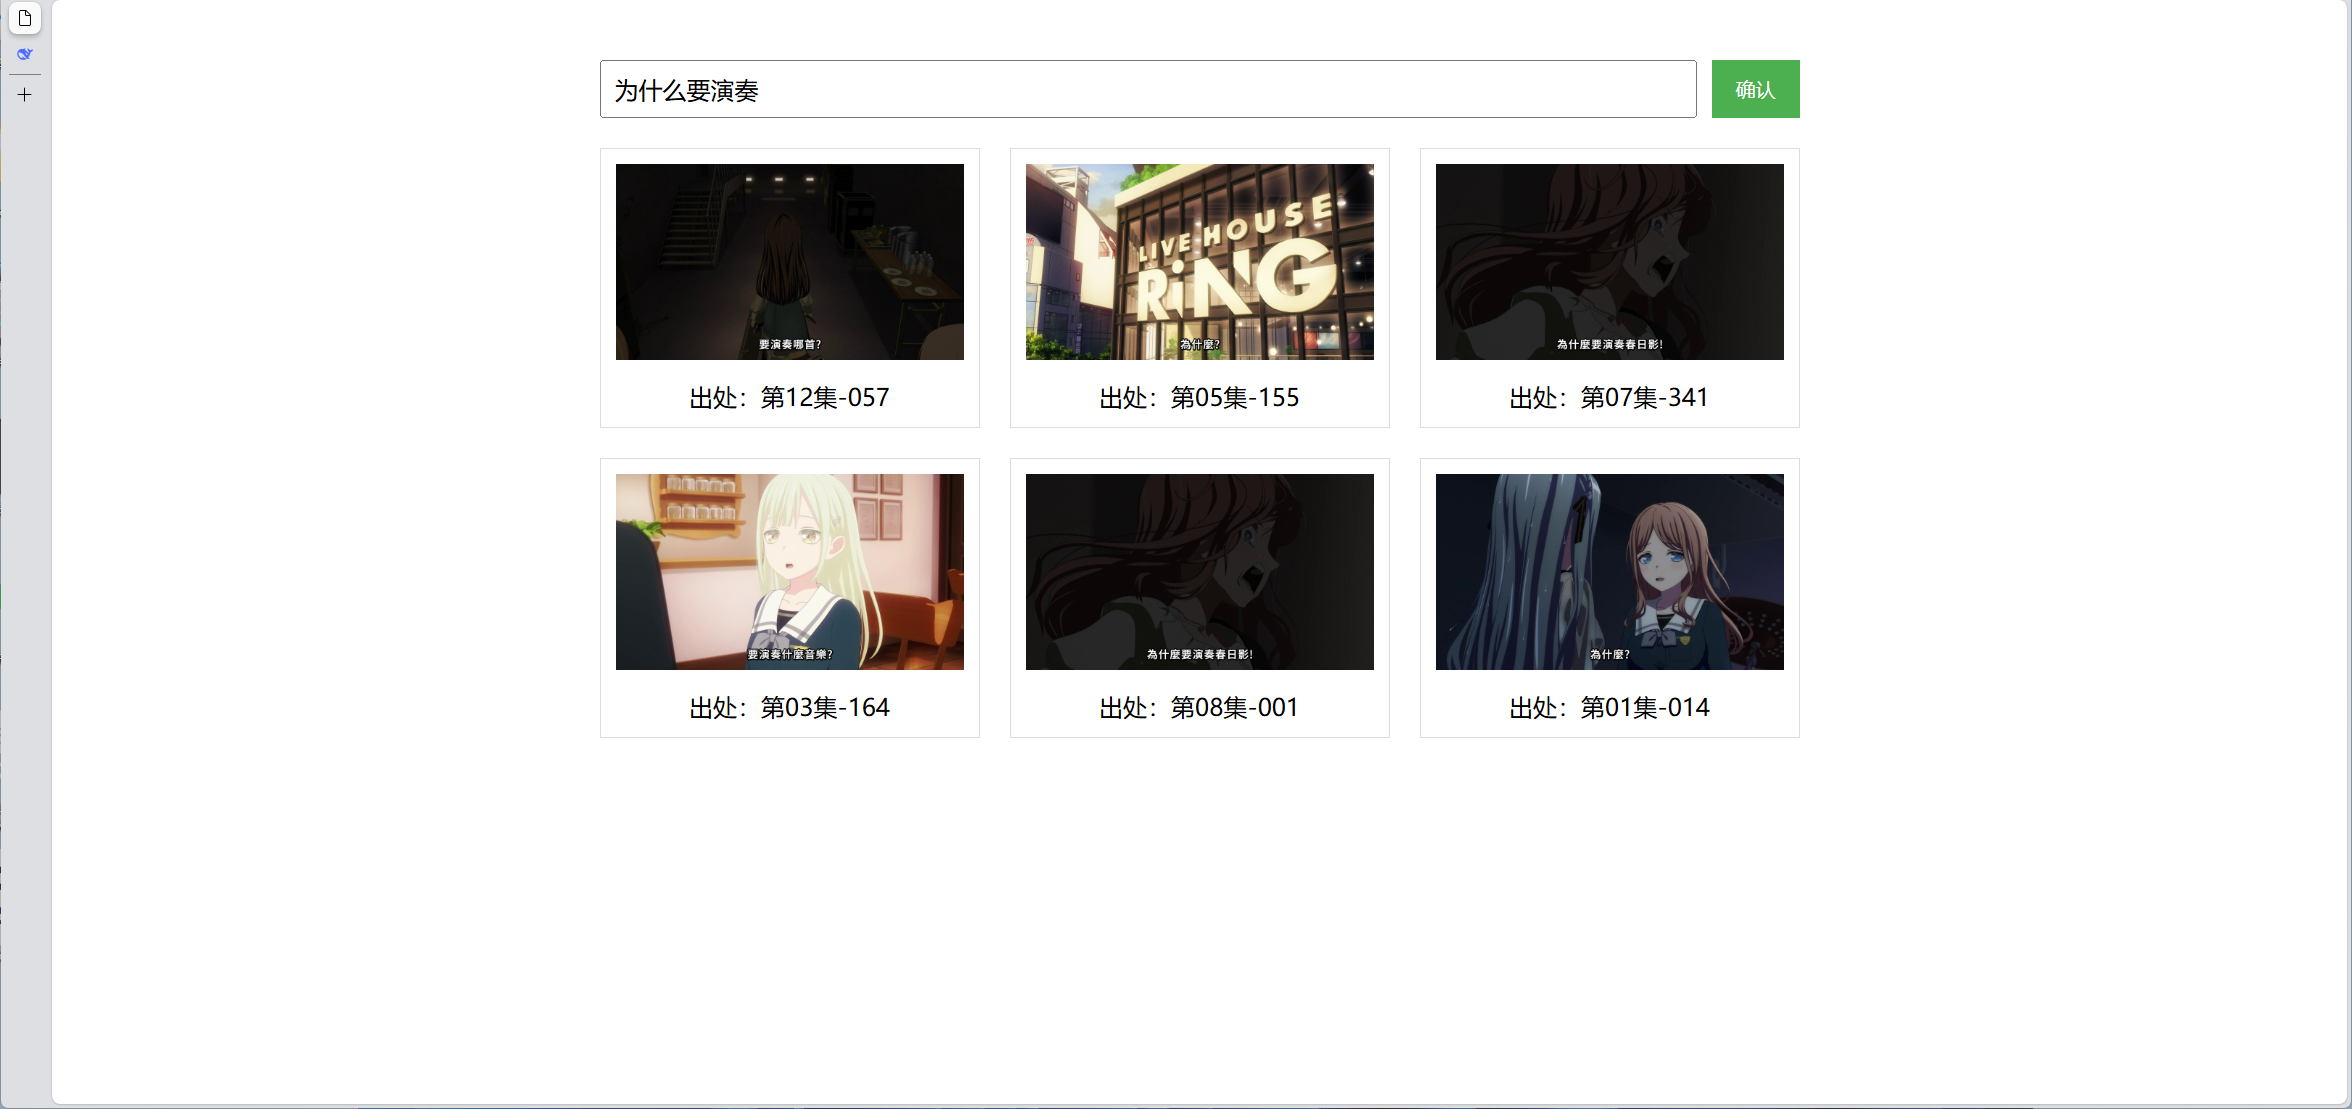 为什么要演奏
确认
要演奏哪首?
LIVE HOUSE
RiNG
為什麼?
為什麼要演奏春日影!
出处：第12集-057
出处：第05集-155
出处：第07集-341
要演奏什麼音樂?
為什麼要演奏春日影!
為什麼?
出处：第03集-164
出处：第08集-001
出处：第01集-014